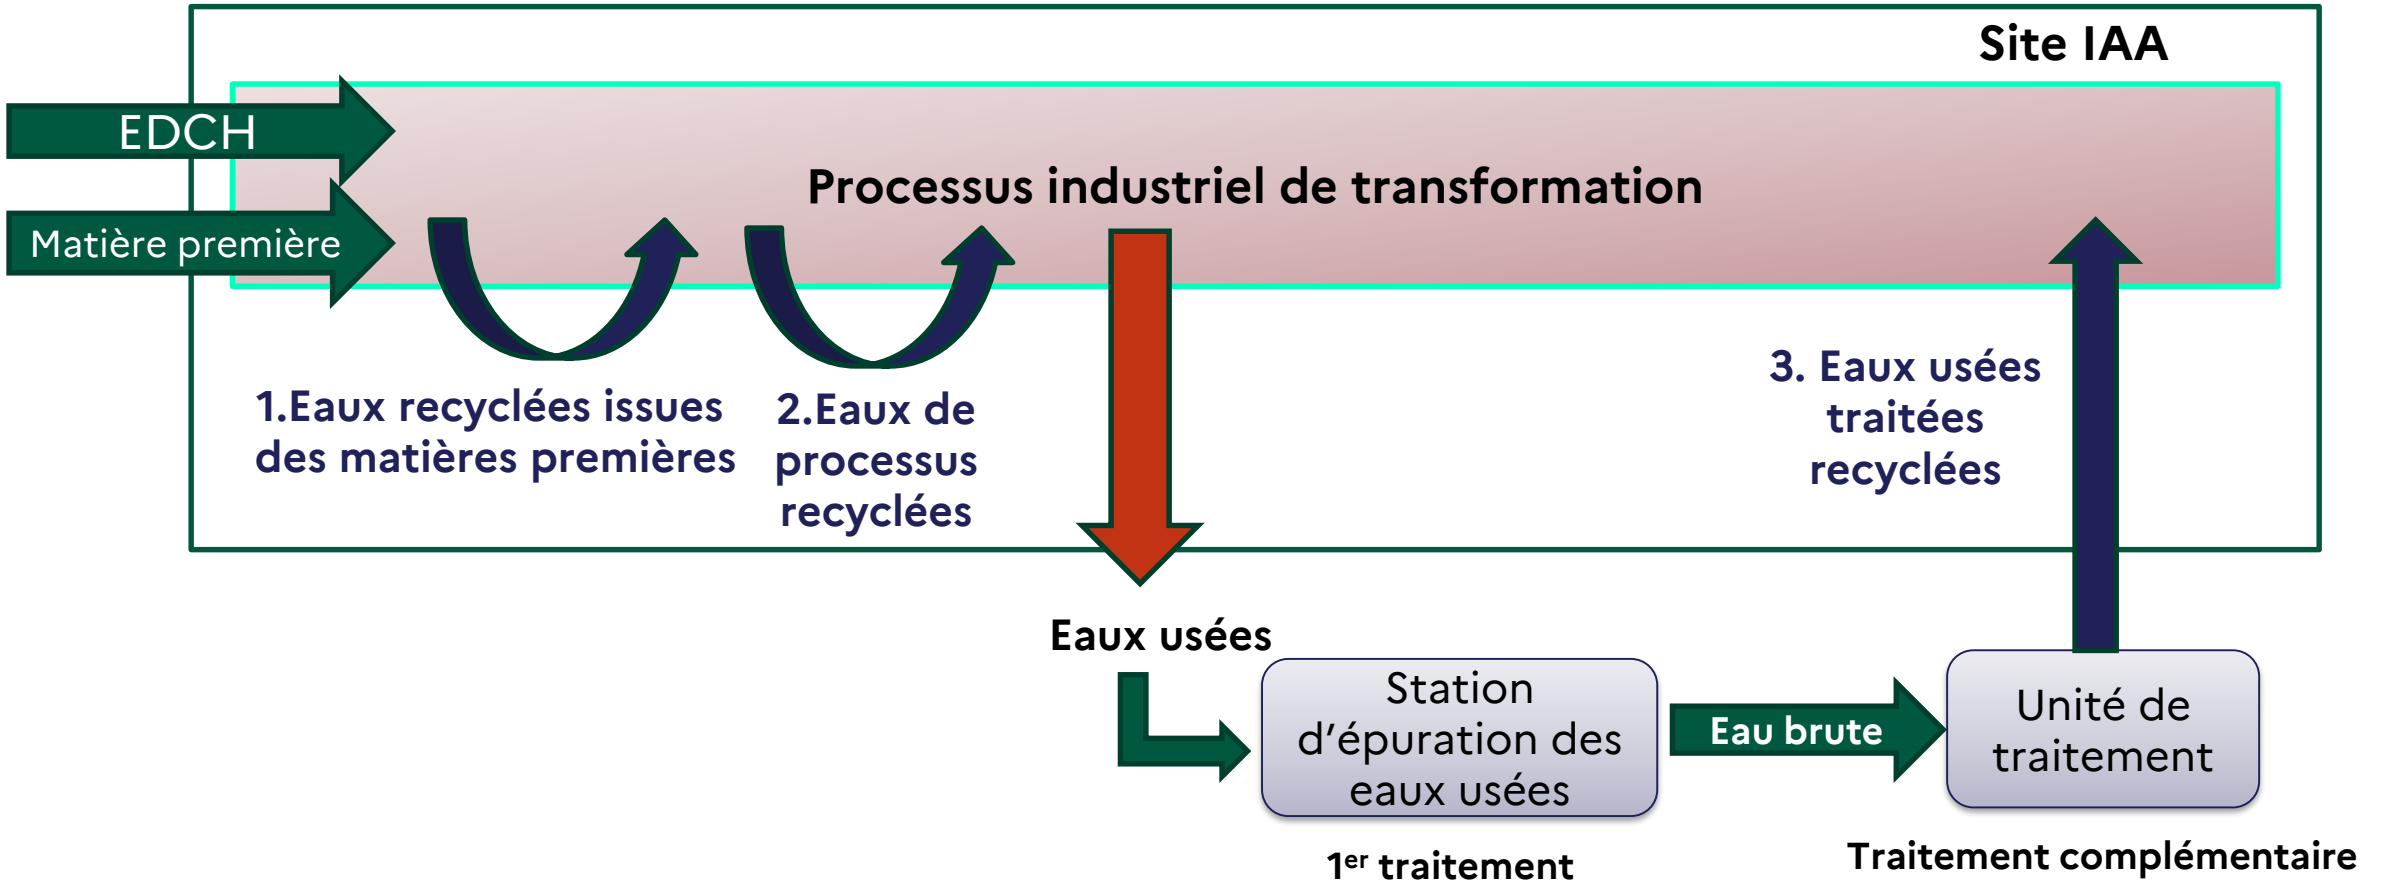 Site IAA
EDCH
Processus industriel de transformation
Matière première
1.Eaux recyclées issues
des matières premières
2.Eaux de
processus
recyclées
3. Eaux usées
traitées
recyclées
Eaux usées
Station
d’épuration des
eaux usées
1er traitement
Eau brute
Unité de
traitement
Traitement complémentaire